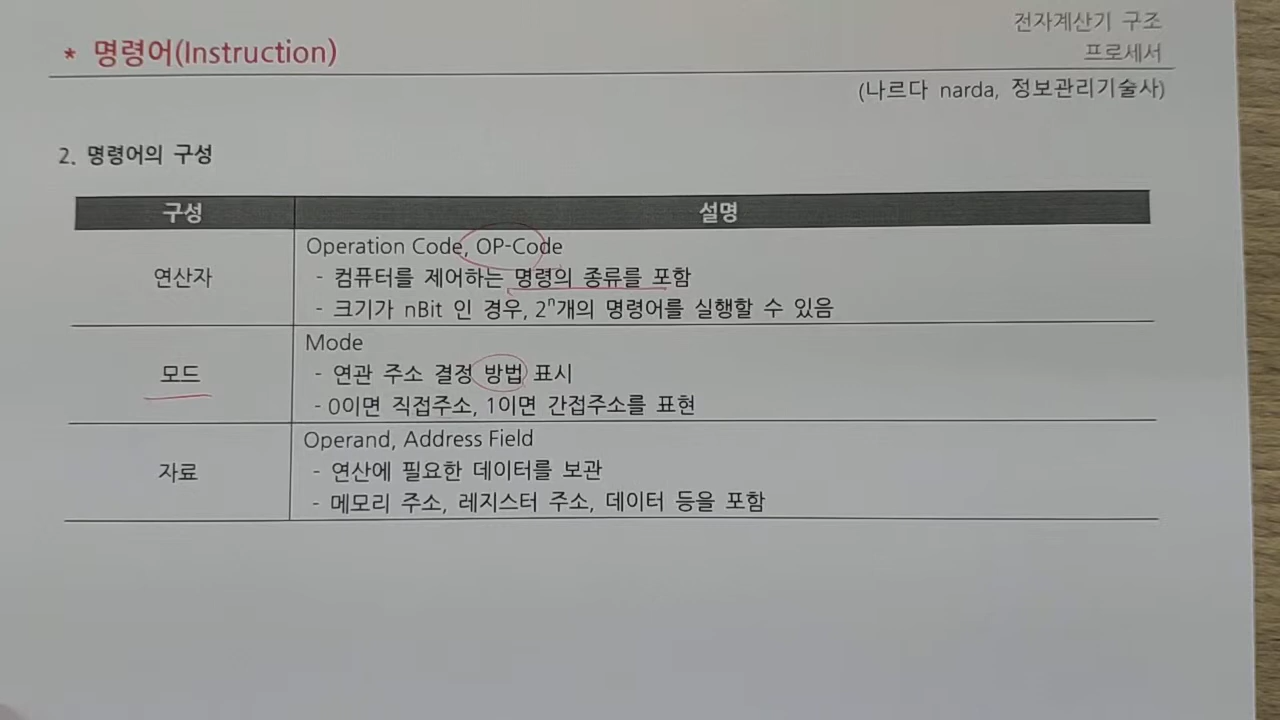 전자계산기 구조
* 명령어(Instruction)
프로세서
(나르다 narda, 정보관리기술사)
2. 명령어의 구성
구성 설명
연산자
Operation Code, OP-Code
- 컴퓨터를 제어하는 명령의 종류를 포함
- 크기가 nBit 인 경우, 2ⁿ개의 명령어를 실행할 수 있음
모드
Mode
- 연관 주소 결정 방법 표시
- 0이면 직접주소, 1이면 간접주소를 표현
자료
Operand, Address Field
- 연산에 필요한 데이터를 보관
- 메모리 주소, 레지스터 주소, 데이터 등을 포함